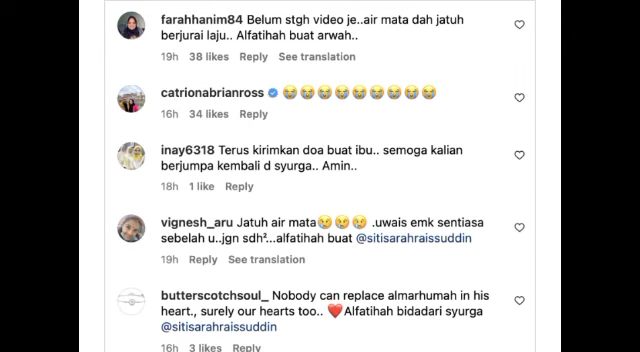 farahhanim84 Belum stgh video je..air mata dah jatuh
berjurai laju.. Alfatihah buat arwah..
19h 38 likes Reply See translation
catrionabrianross 😭😭😭😭😭😭😭😭😭
16h 34 likes Reply
inay6318 Terus kirimkan doa buat ibu.. semoga kalian
berjumpa kembali d syurga.. Amin..
18h 1 like Reply
vignesh_aru Jatuh air mata😢😢😢 .uwais emk sentiasa
sebelah u..jgn sdh²...alfatihah buat @sitisarahraissuddin
19h Reply See translation
butterscotchsoul_ Nobody can replace almarhumah in his
heart., surely our hearts too.. ❤️Alfatihah bidadari syurga
@sitisarahraissuddin
16h 3 likes Reply